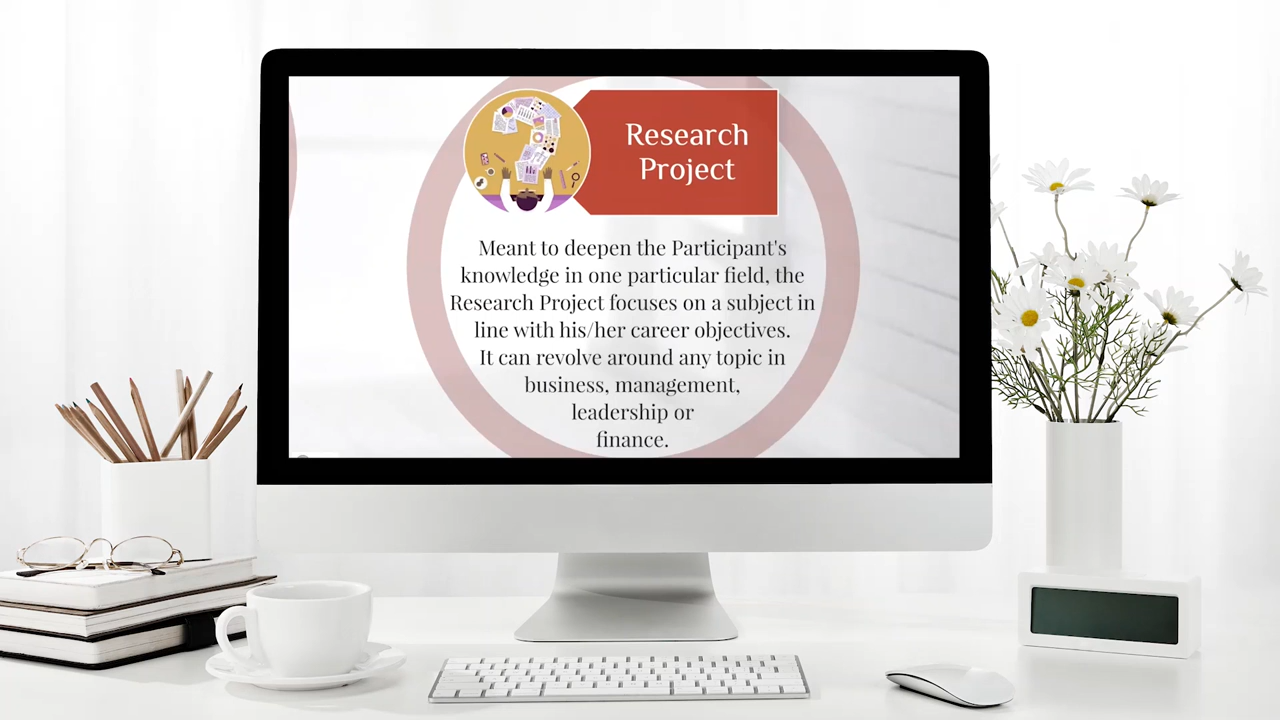 Research
Project
Meant to deepen the Participant's
knowledge in one particular field, the
Research Project focuses on a subject in
line with his/her career objectives.
It can revolve around any topic in
business, management,
leadership or
finance.